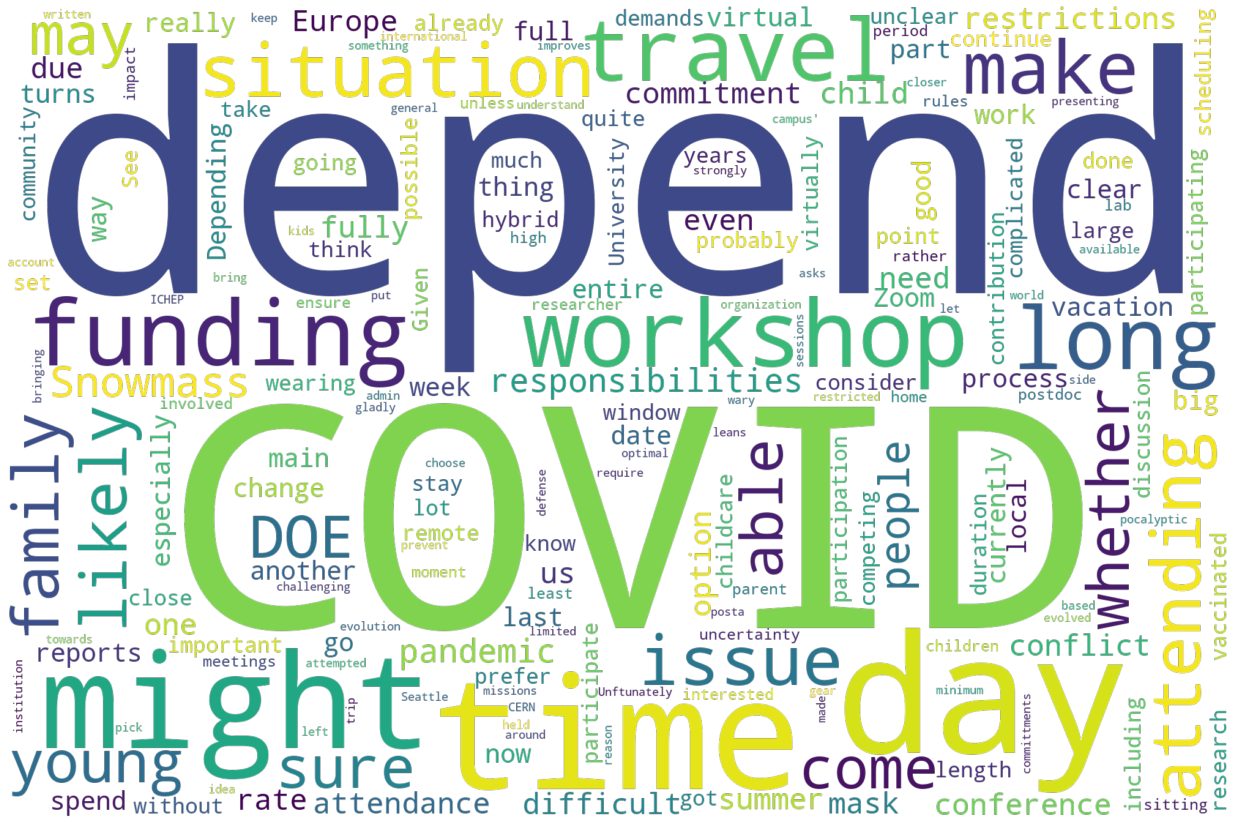 written
keep
really
Europe
already
full
demands
virtual
unclear
restrictions
may
situation
international
something
improves
travel
period
part
continue
make
scheduling
due
impact
turns
take
general
unless
understand
commitment
child
closer
rules
presenting
work
campus'
community
See
Depending
depend
going
possible
much
thing
quite
University
years
strongly
good
done
clear
lab
available
way
hybrid
high
even
virtually
probably
point
rather
large
complicated
participating
kids
fully
think
account
set
bring
ICHEP
put
Given
ensure
asks
need
entire
researcher
Zoom
contribution
world
vacation
funding
workshop
organization
sessions
let
long
bringing
Snowmass
wearing
week
responsibilities
consider
process
side
restricted
home
postdoc
big
involved
admin
gladly
window
wary
family
likely
especially
main
change
COVID
choose
stay
lot
remote
prevent
moment
date
leans
optimal
require
defense
able
option
childcare
participation
competing
people
currently
duration
local
whether
discussion
attending
pocalyptic
vaccinated
DOE
another
challenging
know
us
least
last
limited
parent
posta
based
evolved
close
one
towards
important
evolution
attempted
go
uncertainty
issue
day
children
conflict
institution
reports
meetings
pandemic
prefer
participate
interested
minimum
might
time
trip
pick
left
Seattle
missions
CERN
held
around
Unftunately
gear
made
reason
now
committments
including
research
young
sure
come
length
idea
spend
without
rate
attendance
difficult
got
summer
mask
conference
sitting